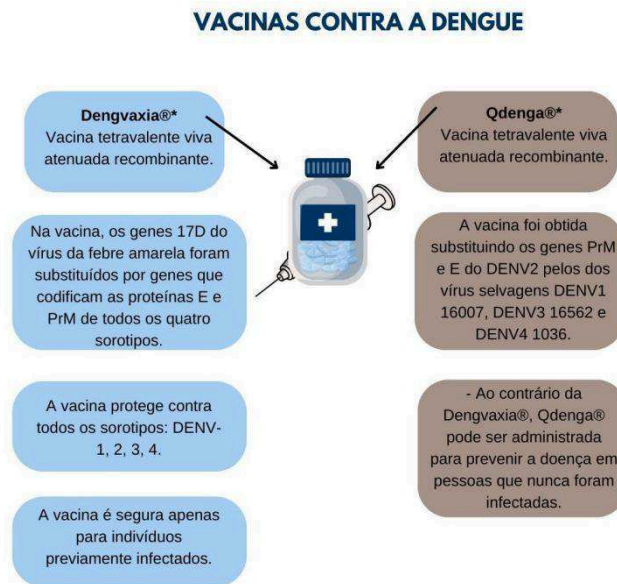 VACINAS CONTRA A DENGUE
Dengvaxia®*
Vacina tetravalente viva
atenuada recombinante.
Na vacina, os genes 17D do
vírus da febre amarela foram
substituídos por genes que
codificam as proteínas E e
PrM de todos os quatro
sorotipos.
A vacina protege contra
todos os sorotipos: DENV-
1, 2, 3, 4.
A vacina é segura apenas
para indivíduos
previamente infectados.
Qdenga®*
Vacina tetravalente viva
atenuada recombinante.
A vacina foi obtida
substituindo os genes PrM
e E do DENV2 pelos dos
vírus selvagens DENV1
16007, DENV3 16562 e
DENV4 1036.
- Ao contrário da
Dengvaxia®, Qdenga®
pode ser administrada
para prevenir a doença em
pessoas que nunca foram
infectadas.